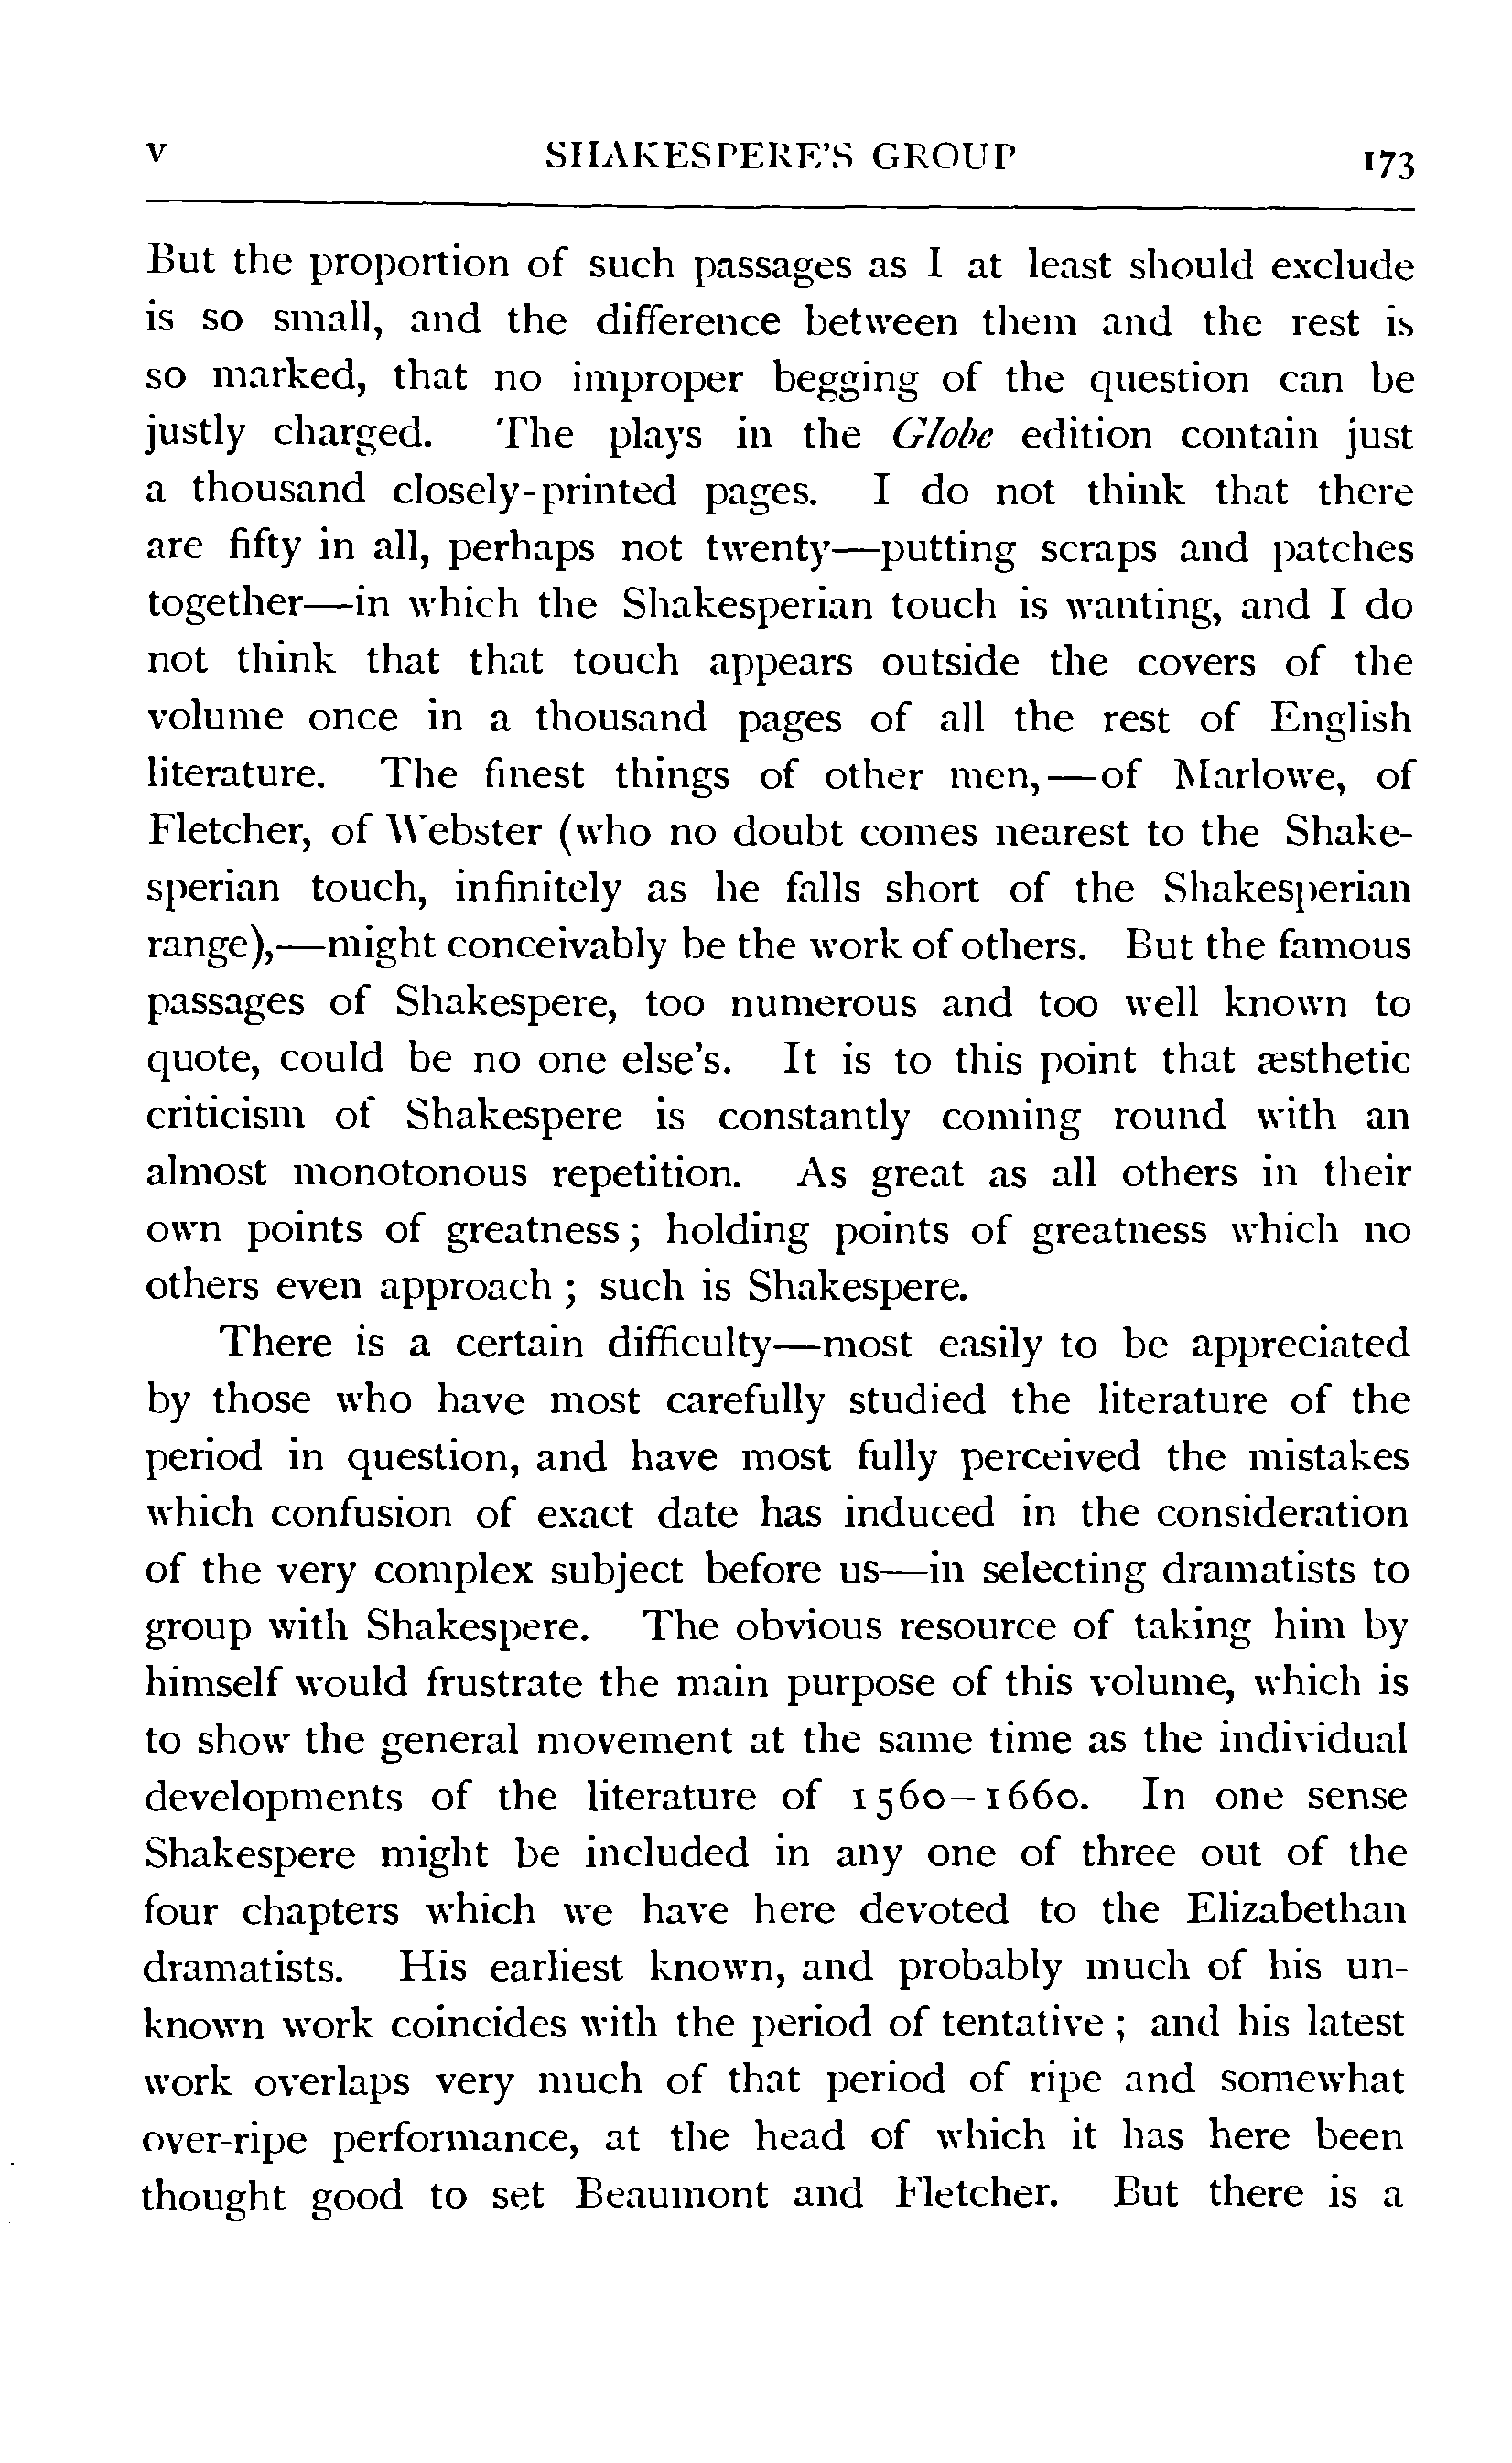 v SHAKESPERE'S GROUP 173
But the proportion of such passages as I at least should exclude
is so small, and the difference between them and the rest is
so marked, that no improper begging of the question can be
justly charged. The plays in the Globe edition contain just
a thousand closely-printed pages. I do not think that there
are fifty in all, perhaps not twenty—putting scraps and patches
together—in which the Shakesperian touch is wanting, and I do
not think that that touch appears outside the covers of the
volume once in a thousand pages of all the rest of English
literature. The finest things of other men,—of Marlowe, of
Fletcher, of Webster (who no doubt comes nearest to the Shake-
sperian touch, infinitely as he falls short of the Shakesperian
range),—might conceivably be the work of others. But the famous
passages of Shakespere, too numerous and too well known to
quote, could be no one else's. It is to this point that æsthetic
criticism of Shakespere is constantly coming round with an
almost monotonous repetition. As great as all others in their
own points of greatness; holding points of greatness which no
others even approach; such is Shakespere.
There is a certain difficulty—most easily to be appreciated
by those who have most carefully studied the literature of the
period in question, and have most fully perceived the mistakes
which confusion of exact date has induced in the consideration
of the very complex subject before us—in selecting dramatists to
group with Shakespere. The obvious resource of taking him by
himself would frustrate the main purpose of this volume, which is
to show the general movement at the same time as the individual
developments of the literature of 1560-1660. In one sense
Shakespere might be included in any one of three out of the
four chapters which we have here devoted to the Elizabethan
dramatists. His earliest known, and probably much of his un-
known work coincides with the period of tentative; and his latest
work overlaps very much of that period of ripe and somewhat
over-ripe performance, at the head of which it has here been
thought good to set Beaumont and Fletcher. But there is a